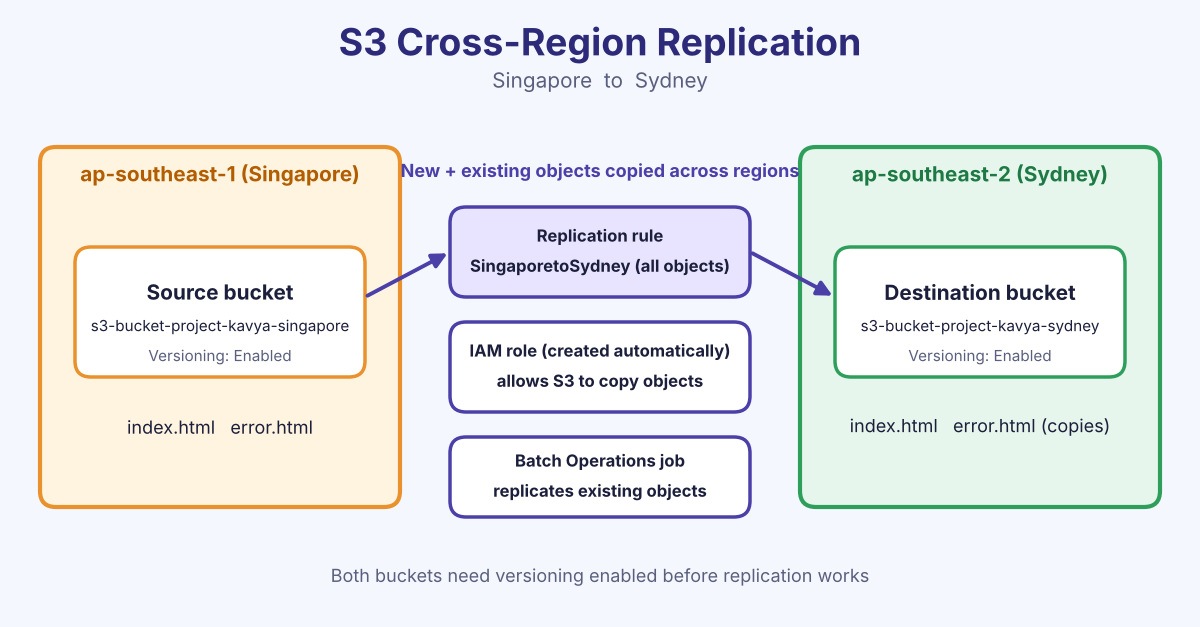 S3 Cross-Region Replication
Singapore to Sydney
ap-southeast-1 (Singapore)
Source bucket
s3-bucket-project-kavya-singapore
Versioning: Enabled
index.html error.html
New + existing objects copied across regions
Replication rule
SingaporetoSydney (all objects)
IAM role (created automatically)
allows S3 to copy objects
Batch Operations job
replicates existing objects
ap-southeast-2 (Sydney)
Destination bucket
s3-bucket-project-kavya-sydney
Versioning: Enabled
index.html error.html (copies)
Both buckets need versioning enabled before replication works